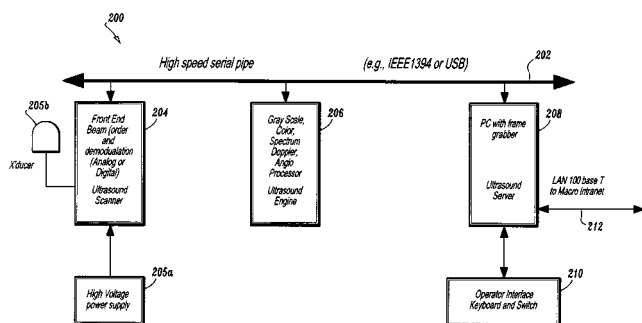 200
High speed serial pipe (e.g., IEEE1394 or USB)
202
205b
X'ducer
204
Front End
Beam (order
and
demodualation
(Analog or
Digital)
Ultrasound
Scanner
206
Gray Scale,
Color,
Spectrum
Doppler,
Angio
Processor
Ultrasound
Engine
208
PC with frame
grabber
Ultrasound
Server
LAN 100 base T
to Macro Intranet
212
205a
High Voltage
power supply
210
Operator Interface
Keyboard and Switch